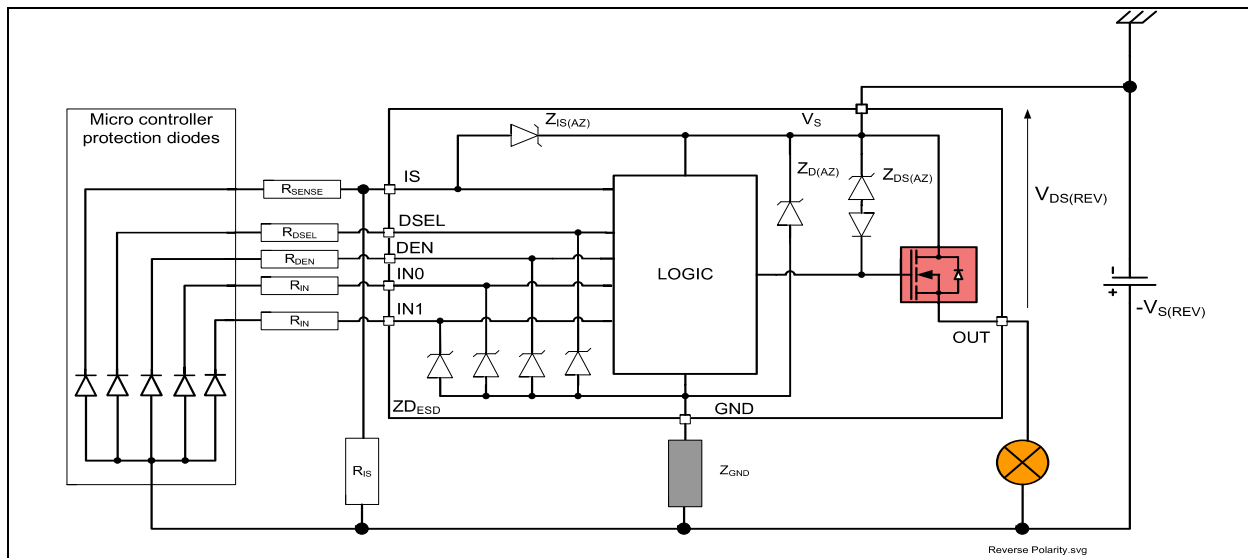 Micro controller
protection diodes
Z_IS(AZ)
V_S
Z_D(AZ)
Z_DS(AZ)
V_DS(REV)
R_SENSE
IS
R_DSEL
DSEL
R_DEN
DEN
R_IN
IN0
R_IN
IN1
LOGIC
-
+
-V_S(REV)
OUT
ZD_ESD
GND
R_IS
Z_GND
Reverse Polarity.svg